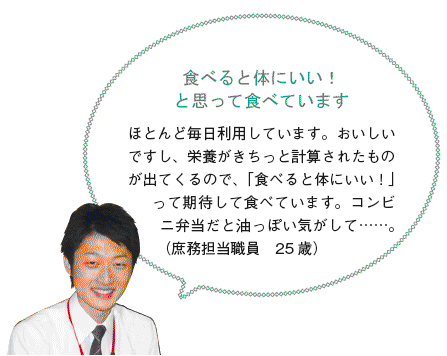 食べると体にいい！
と思って食べています
ほとんど毎日利用しています。おいしい
ですし、栄養がきちっと計算されたもの
が出てくるので、「食べると体にいい！」
って期待して食べています。コンビ
ニ弁当だと油っぽい気がして……。
（庶務担当職員　25歳）